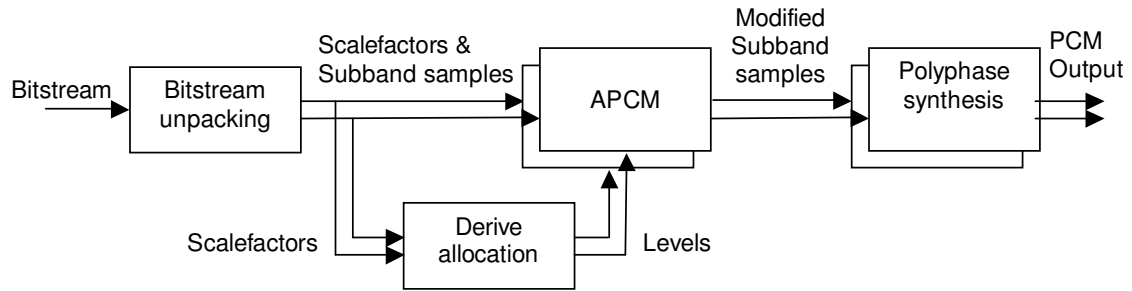 Bitstream
Bitstream
unpacking
Scalefactors &
Subband samples
APCM
Modified
Subband
samples
Polyphase
synthesis
PCM
Output
Scalefactors
Derive
allocation
Levels